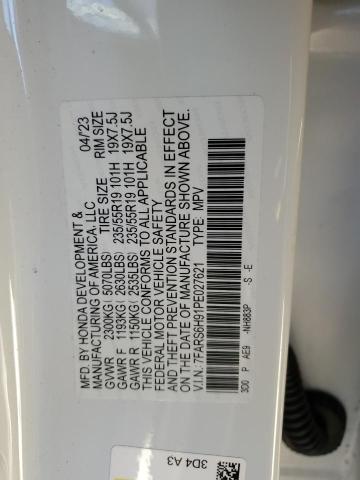 MFD. BY HONDA DEVELOPMENT & 04/23
MANUFACTURING OF AMERICA, LLC
TIRE SIZE RIM SIZE
GVWR 2300KG ( 5070LBS)
GAWR F 1193KG ( 2630LBS) 235/55R19 101H 19X7.5J
GAWR R 1150KG ( 2535LBS) 235/55R19 101H 19X7.5J
THIS VEHICLE CONFORMS TO ALL APPLICABLE
FEDERAL MOTOR VEHICLE SAFETY
AND THEFT PREVENTION STANDARDS IN EFFECT
ON THE DATE OF MANUFACTURE SHOWN ABOVE.
V.I.N.: 7FARS6H91PE027621 TYPE: MPV
3D0 P AE9 -NH883P -S -E
3D4 A3